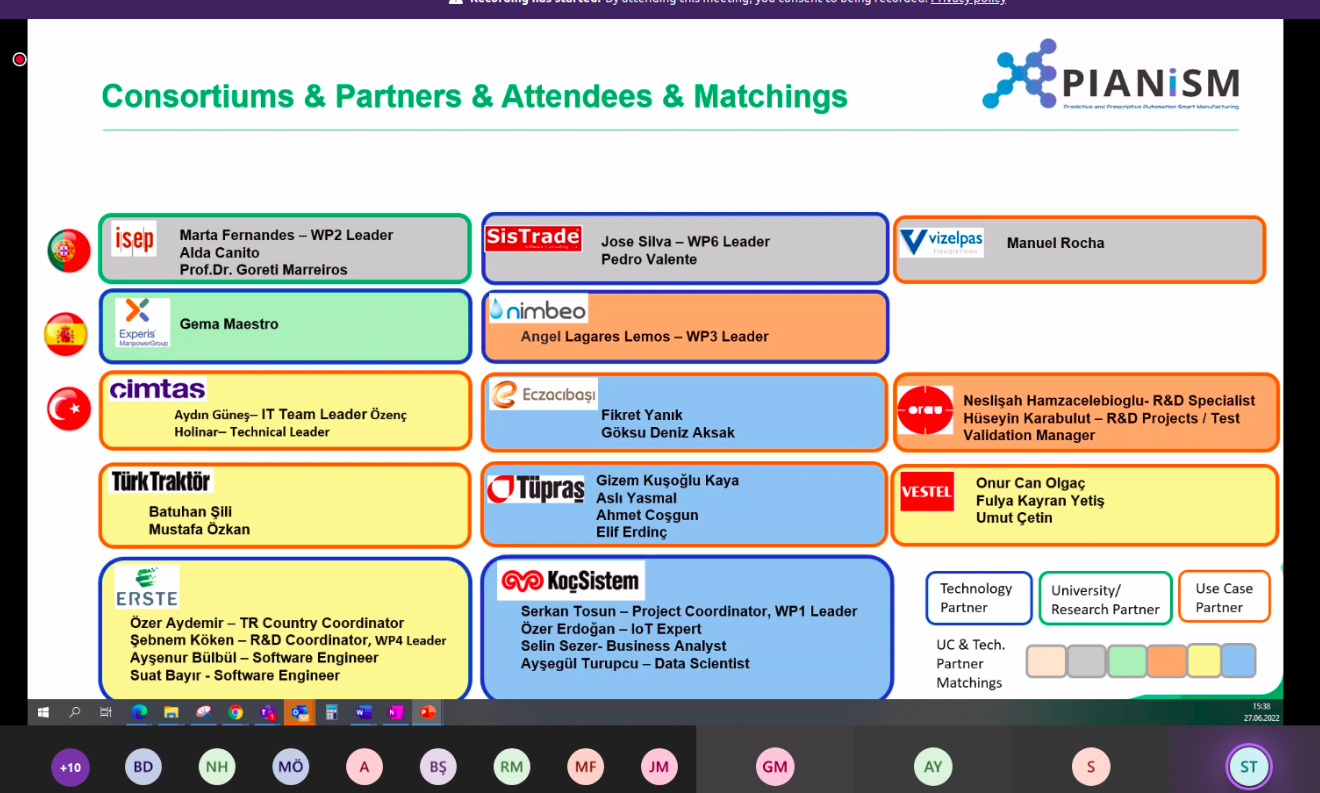 Recording has started. By attending this meeting, you consent to being recorded. Privacy policy
Consortiums & Partners & Attendees & Matchings
PIANiSM
Predictive and Prescriptive Automation Smart Manufacturing
isep
Marta Fernandes – WP2 Leader
Alda Canito
Prof.Dr. Goreti Marreiros
SisTrade
Jose Silva – WP6 Leader
Pedro Valente
vizelpas
Flexible Films
Manuel Rocha
Experis
ManpowerGroup
Gema Maestro
nimbeo
Angel Lagares Lemos – WP3 Leader
cimtas
Aydın Güneş– IT Team Leader Özenç
Holinar– Technical Leader
Eczacıbaşı
Fikret Yanık
Göksu Deniz Aksak
orau
Neslişah Hamzacelebioglu- R&D Specialist
Hüseyin Karabulut – R&D Projects / Test
Validation Manager
TürkTraktör
Batuhan Şili
Mustafa Özkan
Tüpraş
Gizem Kuşoğlu Kaya
Aslı Yasmal
Ahmet Coşgun
Elif Erdinç
VESTEL
Onur Can Olgaç
Fulya Kayran Yetiş
Umut Çetin
ERSTE
Özer Aydemir – TR Country Coordinator
Şebnem Köken – R&D Coordinator, WP4 Leader
Ayşenur Bülbül – Software Engineer
Suat Bayır - Software Engineer
KoçSistem
Serkan Tosun – Project Coordinator, WP1 Leader
Özer Erdoğan – IoT Expert
Selin Sezer- Business Analyst
Ayşegül Turupcu – Data Scientist
Technology
Partner
University/
Research Partner
Use Case
Partner
UC & Tech.
Partner
Matchings
15:38
27.06.2022
+10
BD
NH
MÖ
A
BŞ
RM
MF
JM
GM
AY
S
ST